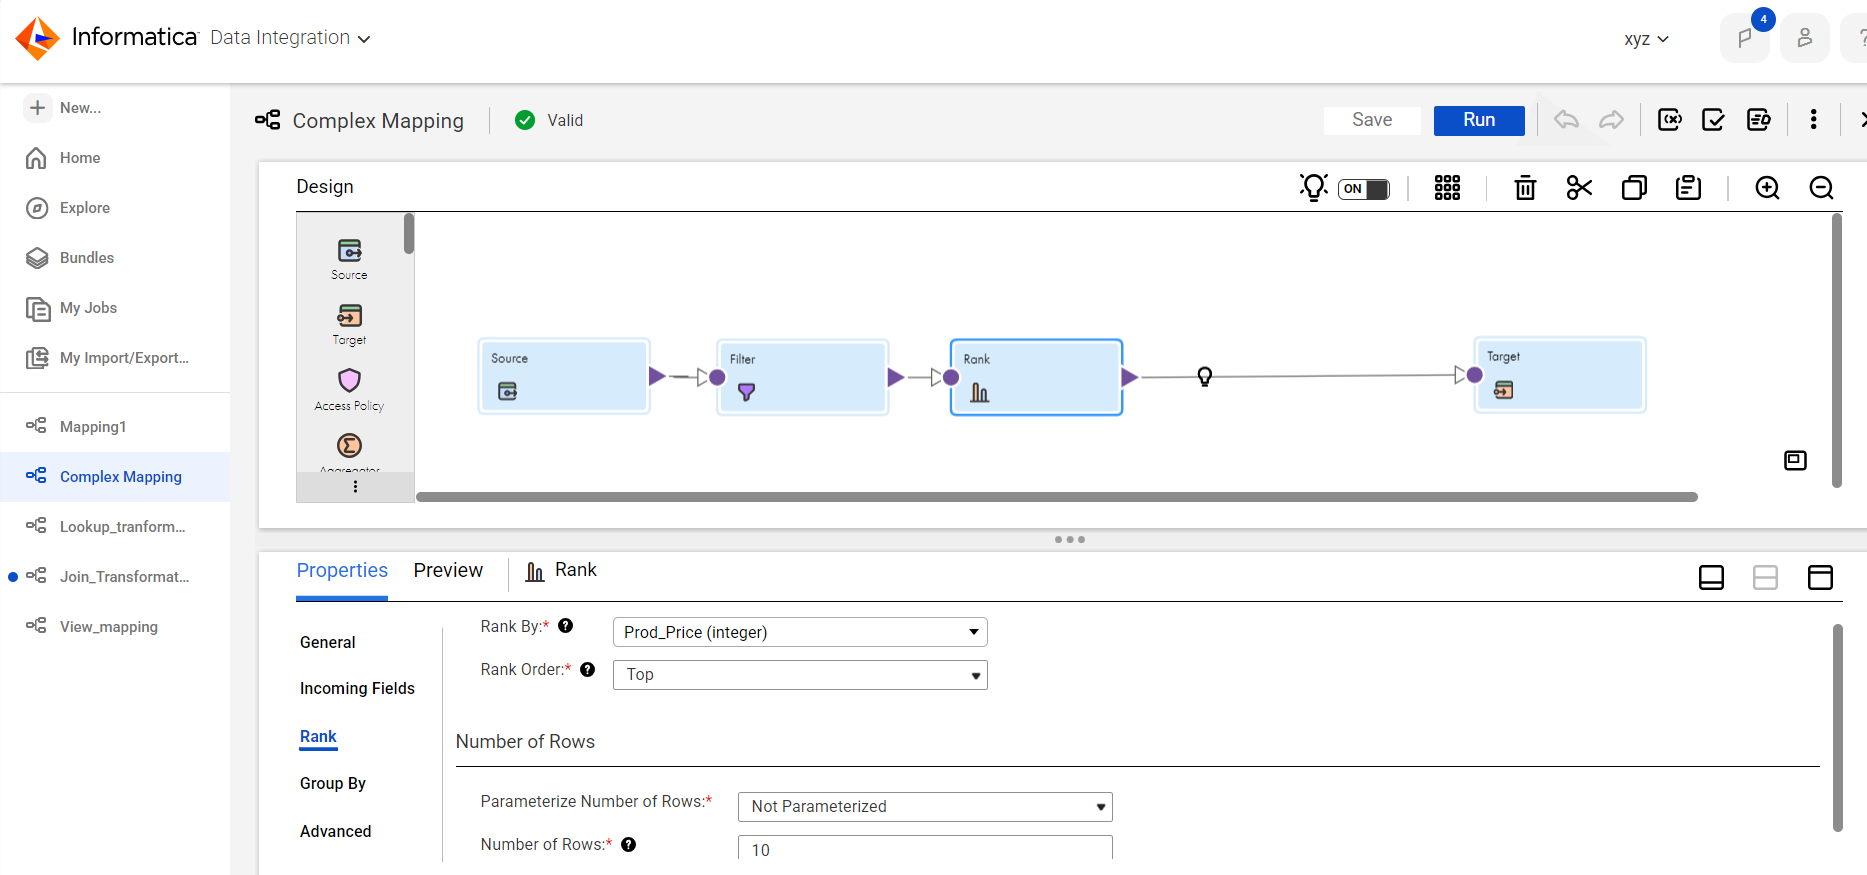 Informatica Data Integration
xyz
4
?
New...
Home
Explore
Bundles
My Jobs
My Import/Export...
Mapping1
Complex Mapping
Lookup_tranform...
Join_Transformat...
View_mapping
Complex Mapping
Valid
Save
Run
Design
ON
Source
Target
Access Policy
Aggregator
Source
Filter
Rank
Target
Properties
Preview
Rank
General
Incoming Fields
Rank
Group By
Advanced
Rank By:* ?
Prod_Price (integer)
Rank Order:* ?
Top
Number of Rows
Parameterize Number of Rows:*
Not Parameterized
Number of Rows:* ?
10